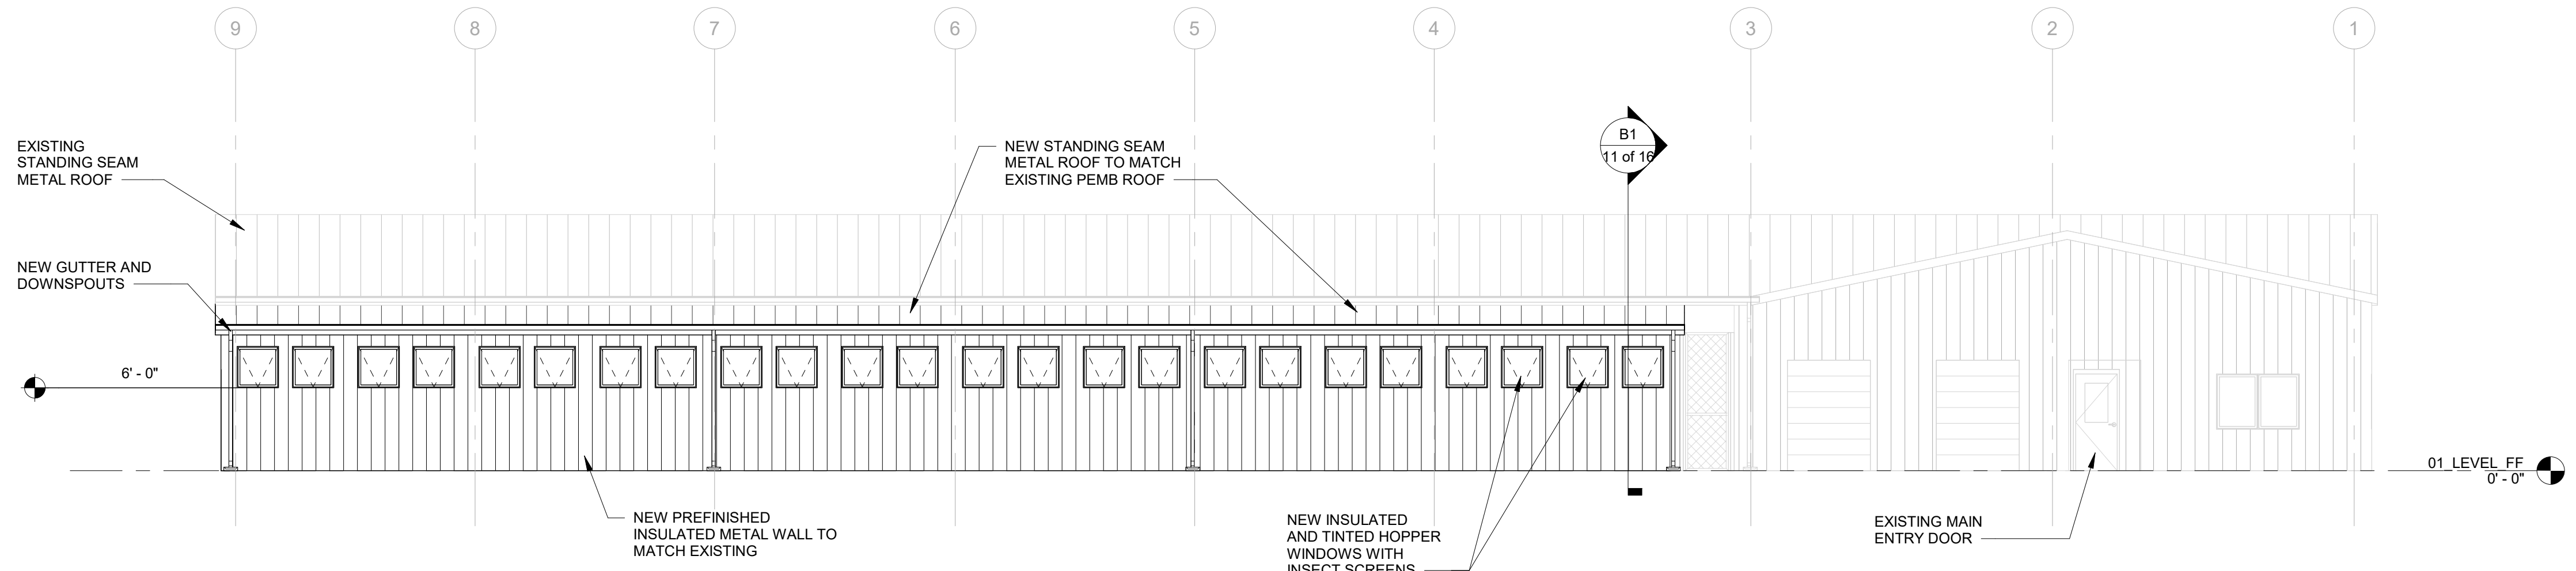 9
8
7
6
5
4
3
2
1
B1
11 of 16
EXISTING
STANDING SEAM
METAL ROOF
NEW STANDING SEAM
METAL ROOF TO MATCH
EXISTING PEMB ROOF
NEW GUTTER AND
DOWNSPOUTS
6' - 0"
01_LEVEL_FF
0' - 0"
NEW PREFINISHED
INSULATED METAL WALL TO
MATCH EXISTING
NEW INSULATED
AND TINTED HOPPER
WINDOWS WITH
INSECT SCREENS
EXISTING MAIN
ENTRY DOOR